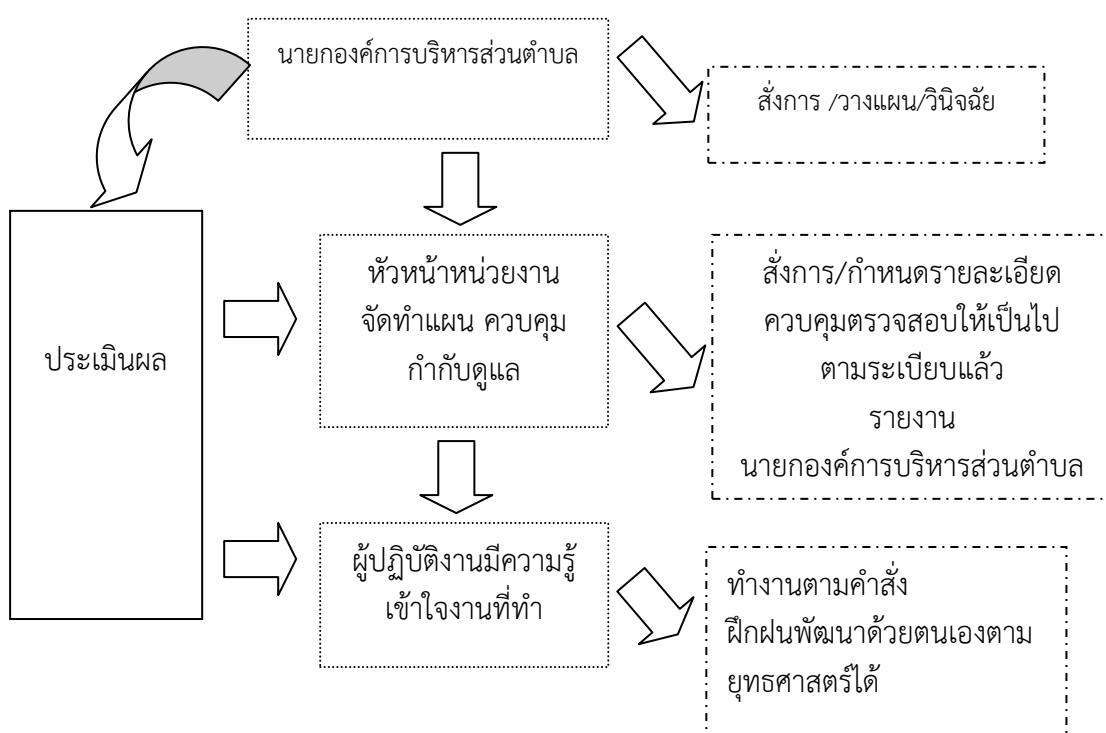 นายกองค์การบริหารส่วนตำบล
สั่งการ /วางแผน/วินิจฉัย
ประเมินผล
หัวหน้าหน่วยงาน
จัดทำแผน ควบคุม
กำกับดูแล
สั่งการ/กำหนดรายละเอียด
ควบคุมตรวจสอบให้เป็นไป
ตามระเบียบแล้ว
รายงาน
นายกองค์การบริหารส่วนตำบล
ผู้ปฏิบัติงานมีความรู้
เข้าใจงานที่ทำ
ทำงานตามคำสั่ง
ฝึกฝนพัฒนาด้วยตนเองตาม
ยุทธศาสตร์ได้